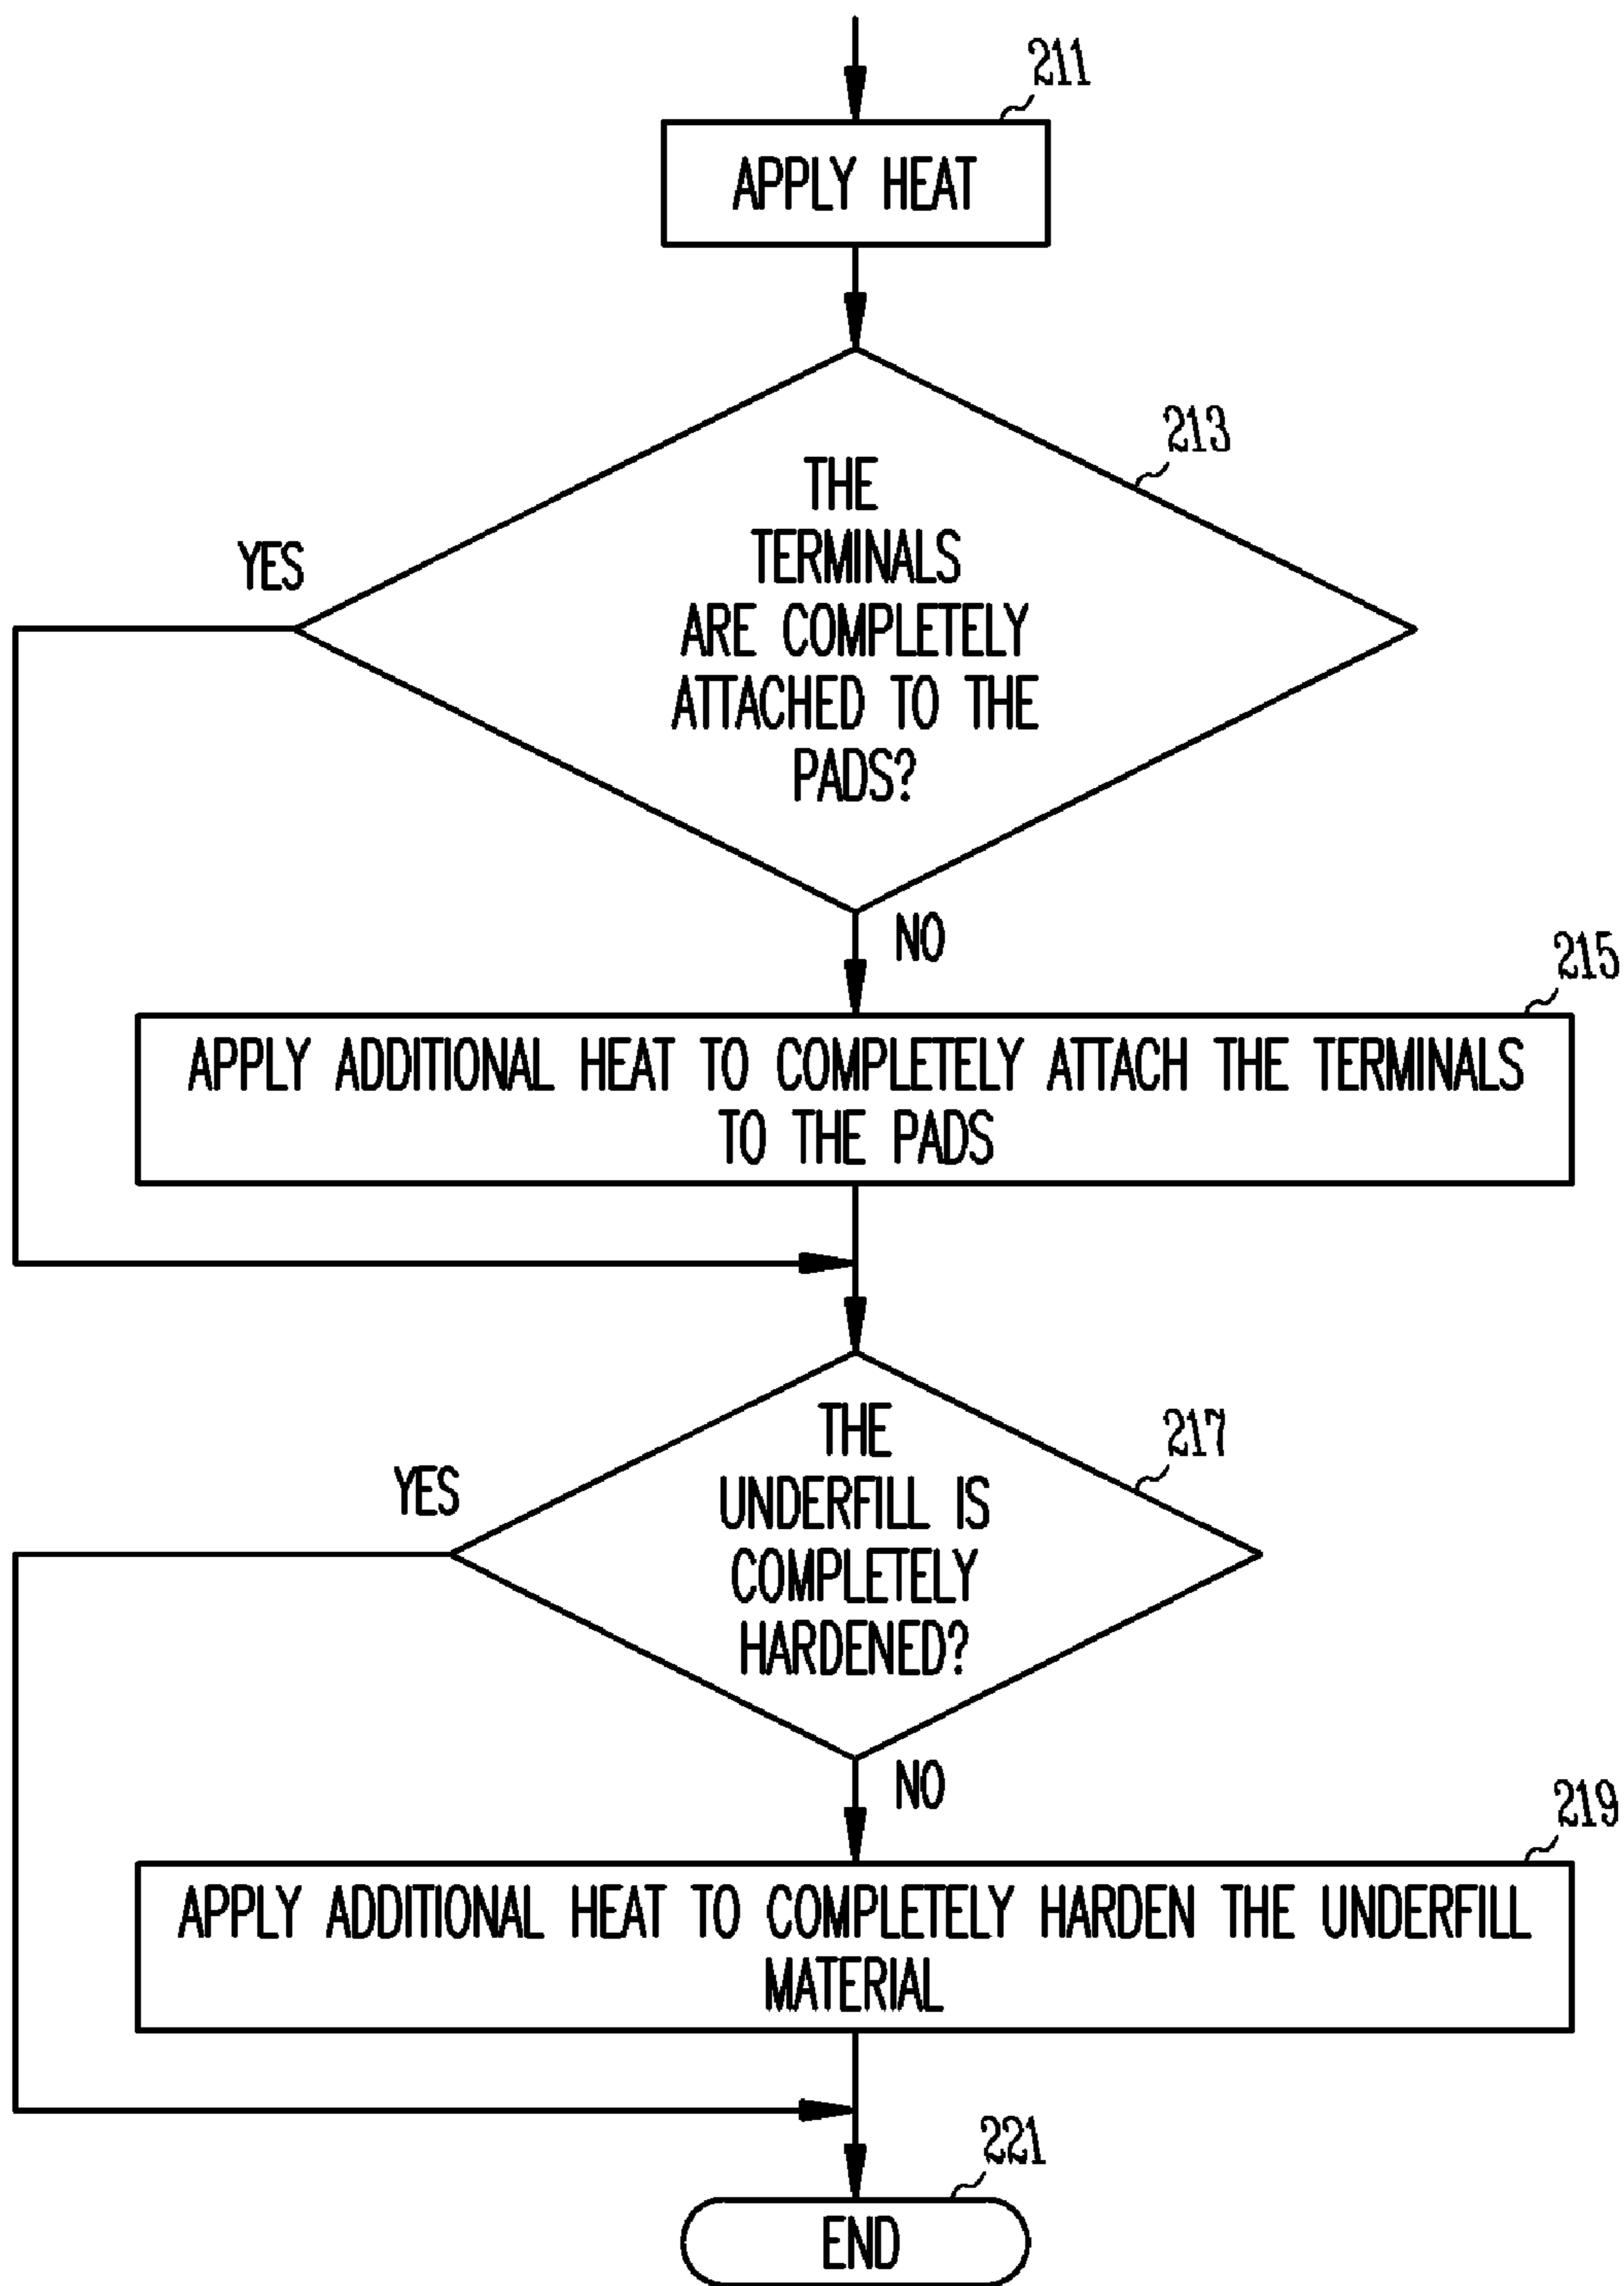 211
APPLY HEAT
213
THE
TERMINALS
ARE COMPLETELY
ATTACHED TO THE
PADS?
YES
NO
215
APPLY ADDITIONAL HEAT TO COMPLETELY ATTACH THE TERMINALS
TO THE PADS
217
THE
UNDERFILL IS
COMPLETELY
HARDENED?
YES
NO
219
APPLY ADDITIONAL HEAT TO COMPLETELY HARDEN THE UNDERFILL
MATERIAL
221
END